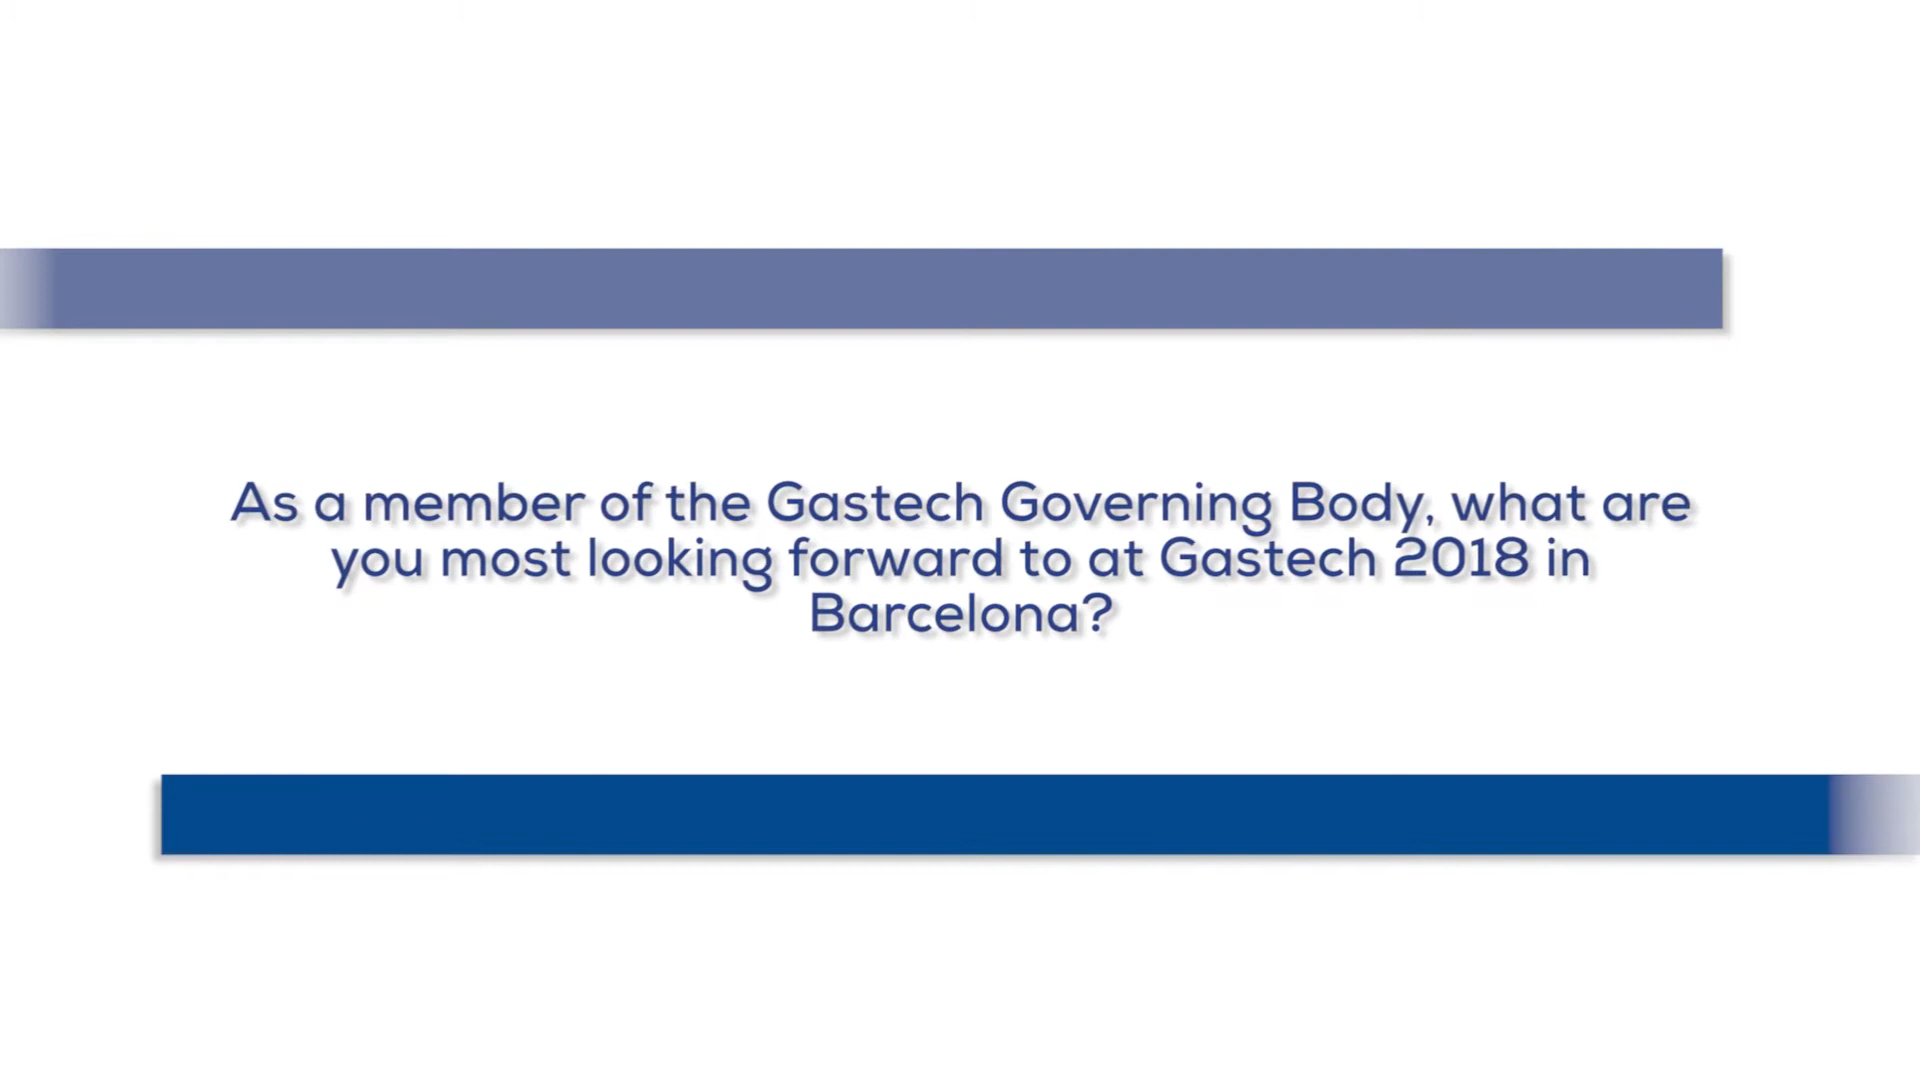 As a member of the Gastech Governing Body, what are
you most looking forward to at Gastech 2018 in
Barcelona?